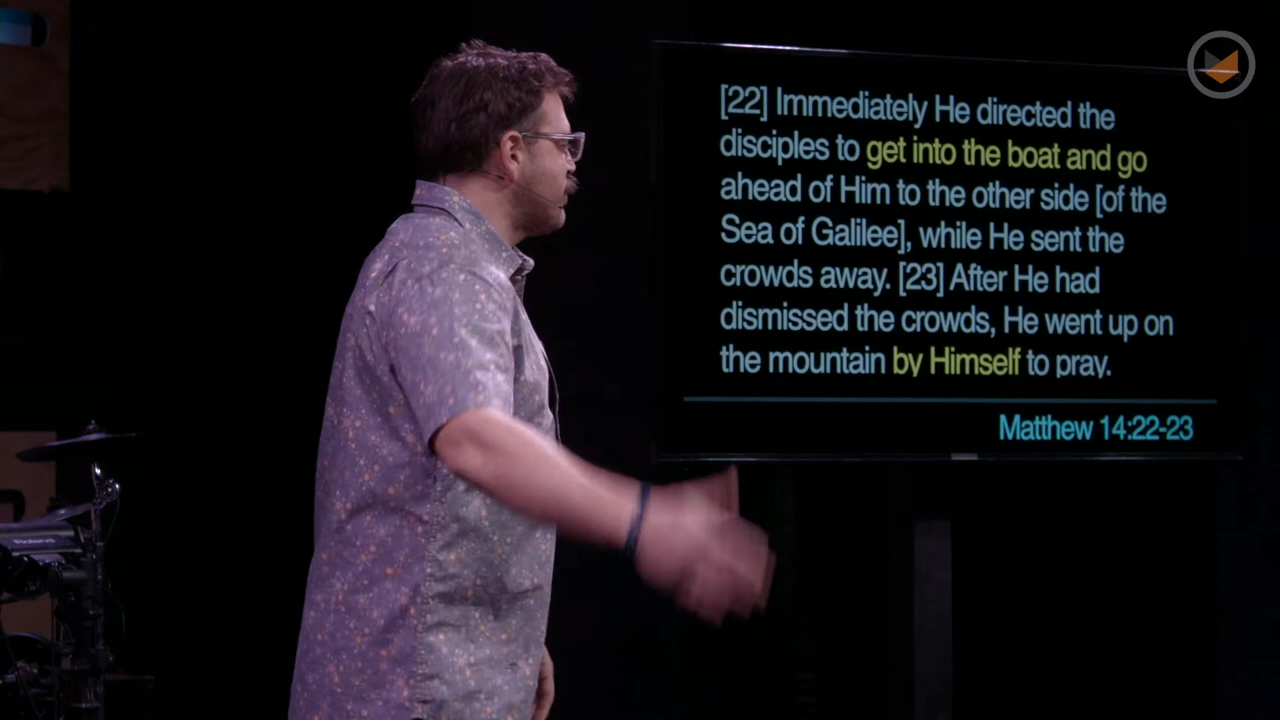 [22] Immediately He directed the
disciples to get into the boat and go
ahead of Him to the other side [of the
Sea of Galilee], while He sent the
crowds away. [23] After He had
dismissed the crowds, He went up on
the mountain by Himself to pray.
Matthew 14:22-23
Roland